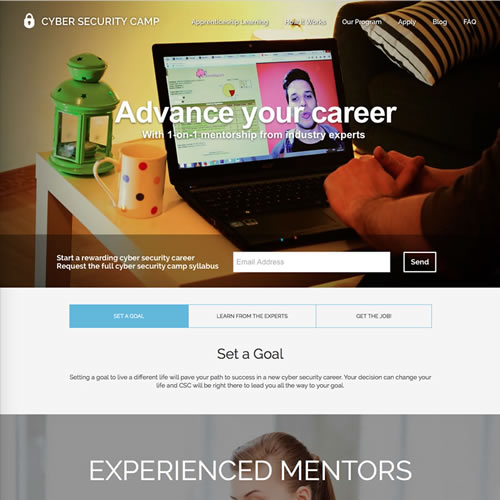 CYBER SECURITY CAMP
Apprenticeship Learning How It Works Our Program Apply Blog FAQ
Advance your career
With 1-on-1 mentorship from industry experts
Start a rewarding cyber security career
Request the full cyber security camp syllabus
Email Address
Send
SET A GOAL
LEARN FROM THE EXPERTS
GET THE JOB!
Set a Goal
Setting a goal to live a different life will pave your path to success in a new cyber security career. Your decision can change your
life and CSC will be right there to lead you all the way to your goal.
EXPERIENCED MENTORS